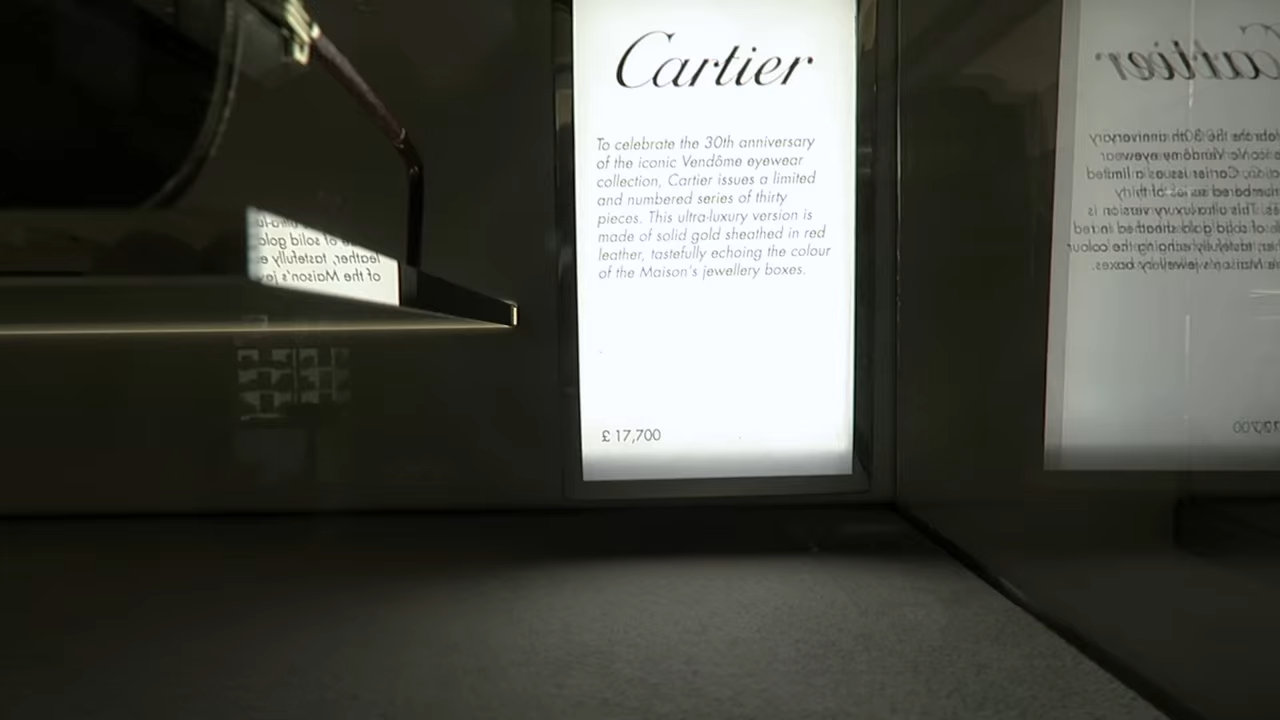 Cartier
To celebrate the 30th anniversary
of the iconic Vendôme eyewear
collection, Cartier issues a limited
and numbered series of thirty
pieces. This ultra-luxury version is
made of solid gold sheathed in red
leather, tastefully echoing the colour
of the Maison's jewellery boxes.
£ 17,700